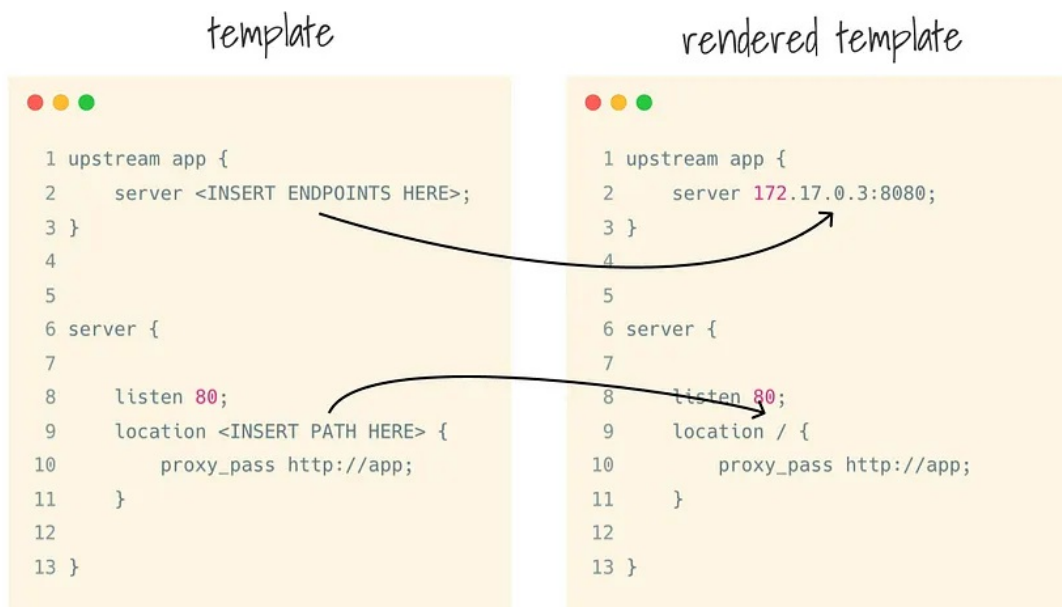 template
1 upstream app {
2     server <INSERT ENDPOINTS HERE>;
3 }
4
5
6 server {
7
8     listen 80;
9     location <INSERT PATH HERE> {
10         proxy_pass http://app;
11     }
12
13 }
rendered template
1 upstream app {
2     server 172.17.0.3:8080;
3 }
4
5
6 server {
7
8     listen 80;
9     location / {
10         proxy_pass http://app;
11     }
12
13 }